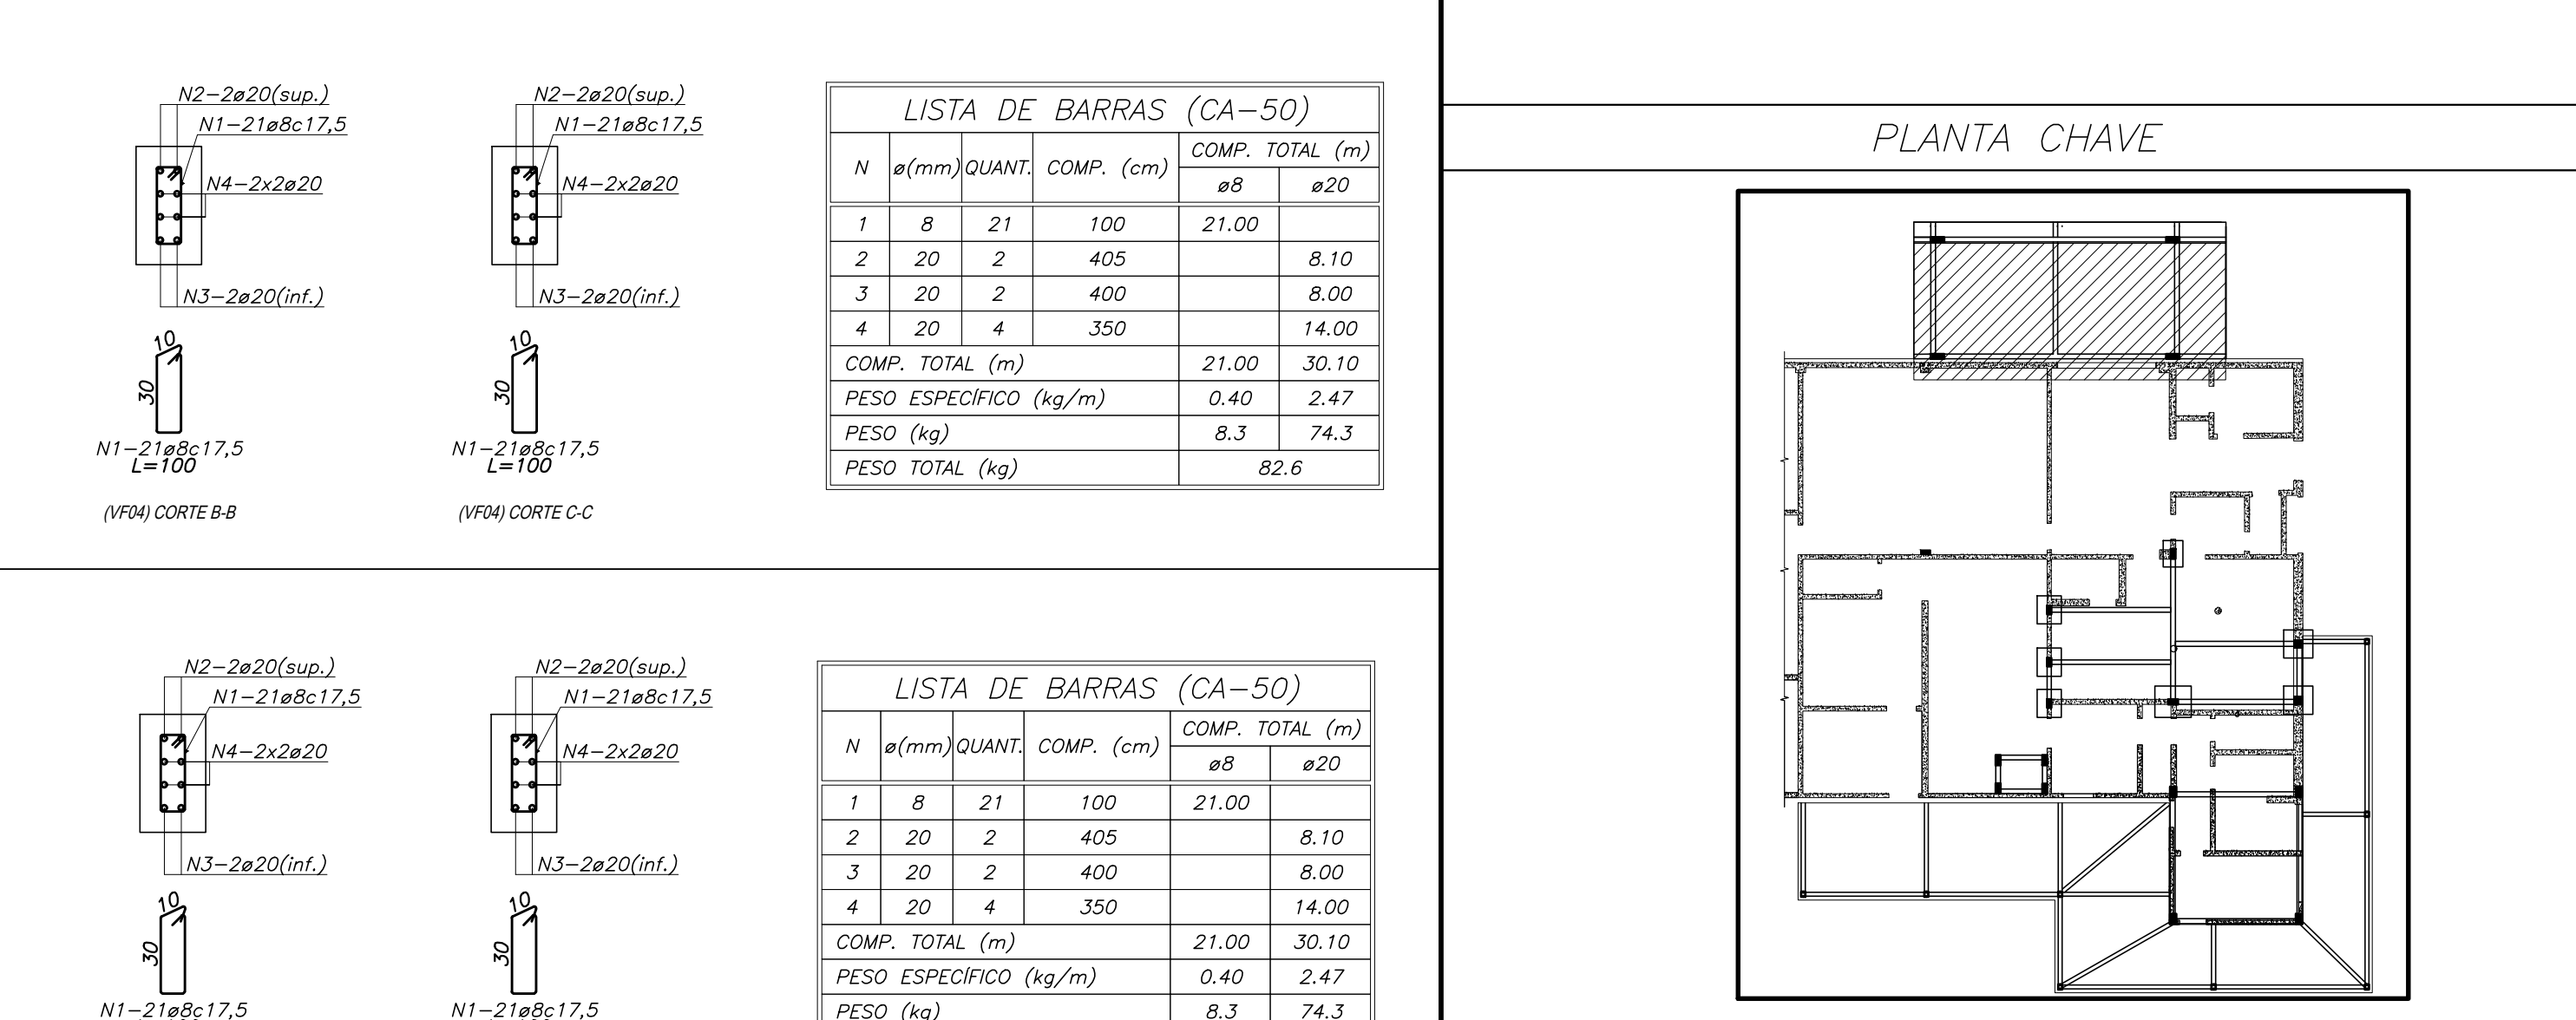 N2-2ø20(sup.)
N1-21ø8c17,5
N4-2x2ø20
N3-2ø20(inf.)
10
30
N1-21ø8c17,5
L=100
(VF04) CORTE B-B
N2-2ø20(sup.)
N1-21ø8c17,5
N4-2x2ø20
N3-2ø20(inf.)
10
30
N1-21ø8c17,5
L=100
(VF04) CORTE C-C
LISTA DE BARRAS (CA-50)
N ø(mm) QUANT. COMP. (cm) COMP. TOTAL (m)
ø8 ø20
1 8 21 100 21.00
2 20 2 405 8.10
3 20 2 400 8.00
4 20 4 350 14.00
COMP. TOTAL (m) 21.00 30.10
PESO ESPECÍFICO (kg/m) 0.40 2.47
PESO (kg) 8.3 74.3
PESO TOTAL (kg) 82.6
N2-2ø20(sup.)
N1-21ø8c17,5
N4-2x2ø20
N3-2ø20(inf.)
10
30
N1-21ø8c17,5
N2-2ø20(sup.)
N1-21ø8c17,5
N4-2x2ø20
N3-2ø20(inf.)
10
30
N1-21ø8c17,5
LISTA DE BARRAS (CA-50)
N ø(mm) QUANT. COMP. (cm) COMP. TOTAL (m)
ø8 ø20
1 8 21 100 21.00
2 20 2 405 8.10
3 20 2 400 8.00
4 20 4 350 14.00
COMP. TOTAL (m) 21.00 30.10
PESO ESPECÍFICO (kg/m) 0.40 2.47
PESO (kg) 8.3 74.3
PLANTA CHAVE